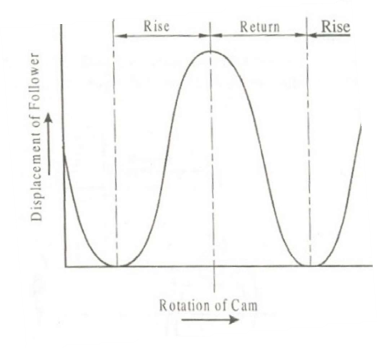 Rise
Return
Rise
Displacement of Follower
Rotation of Cam